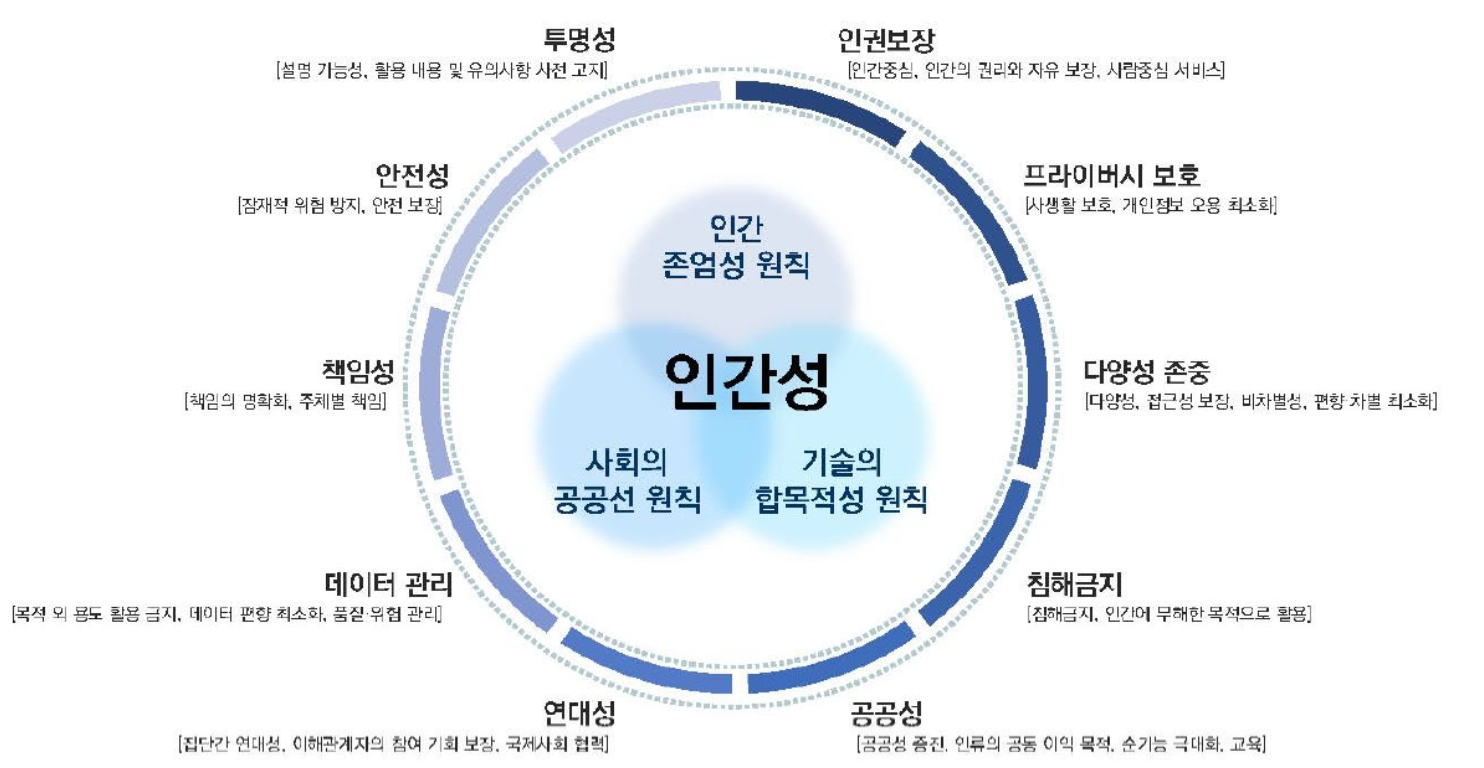 투명성
[설명 가능성, 활용 내용 및 유의사항 사전 고지]
인권보장
[인간중심, 인간의 권리와 자유 보장, 사람중심 서비스]
안전성
[잠재적 위험 방지, 안전 보장]
프라이버시 보호
[사생활 보호, 개인정보 오용 최소화]
인간
존엄성 원칙
책임성
[책임의 명확화, 주체별 책임]
인간성
다양성 존중
[다양성, 접근성 보장, 비차별성, 편향·차별 최소화]
사회의
공공선 원칙
기술의
합목적성 원칙
데이터 관리
[목적 외 용도 활용 금지, 데이터 편향 최소화, 품질·위험 관리]
침해금지
[침해금지, 인간에 무해한 목적으로 활용]
연대성
[집단간 연대성, 이해관계자의 참여 기회 보장, 국제사회 협력]
공공성
[공공성 증진, 인류의 공동 이익 목적, 순기능 극대화, 교육]